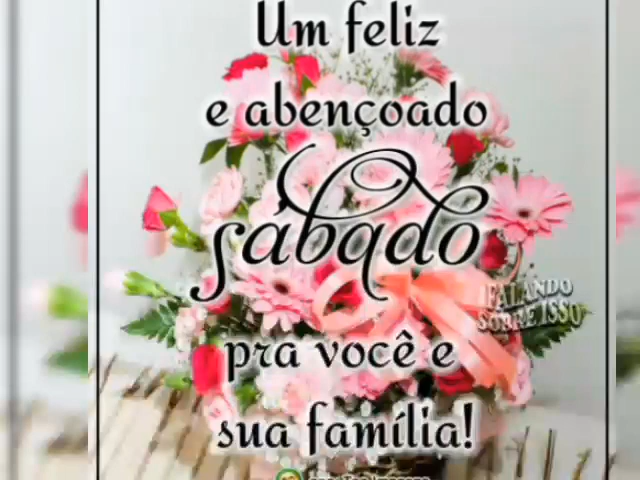 Um feliz
e abençoado
sábado
FALANDO
SOBRE ISSO
pra você e
sua família!